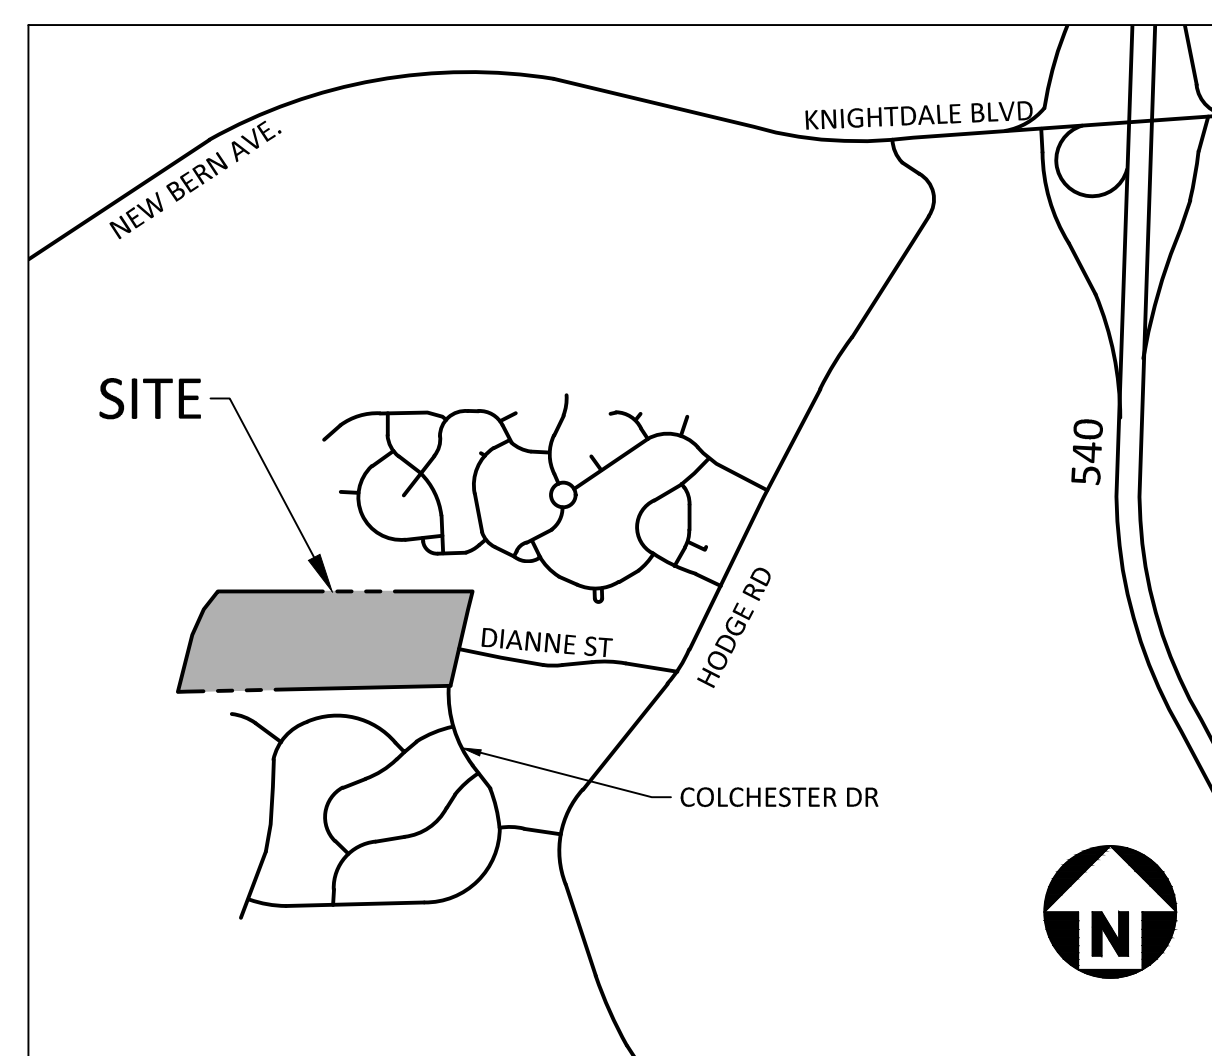 KNIGHTDALE BLVD
NEW BERN AVE.
SITE
540
HODGE RD
DIANNE ST
COLCHESTER DR
N